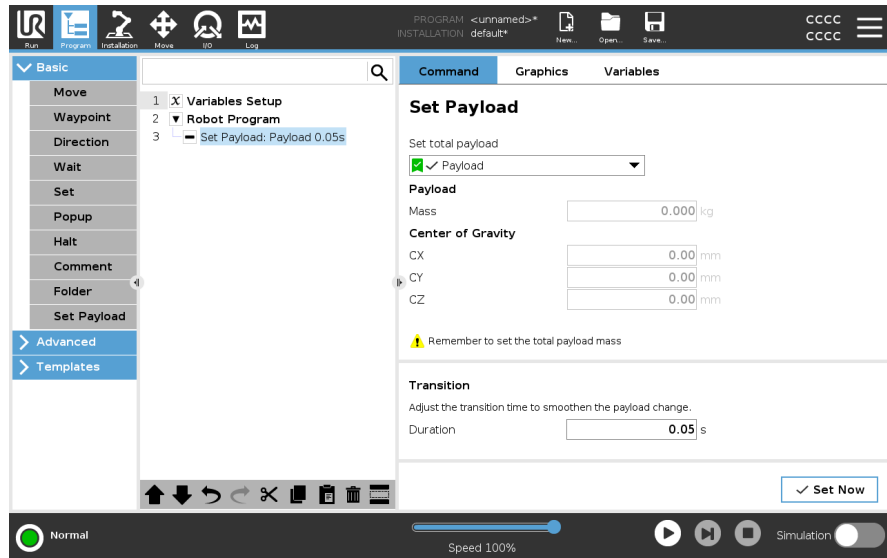 UR
PROGRAM <unnamed>*
INSTALLATION default*
Run Program Installation Move I/O Log New... Open... Save...
CCCC
CCCC
Basic
Move
Waypoint
Direction
Wait
Set
Popup
Halt
Comment
Folder
Set Payload
Advanced
Templates
1 X Variables Setup
2 Robot Program
3 Set Payload: Payload 0.05s
Command Graphics Variables
Set Payload
Set total payload
Payload
Payload
Mass 0.000 kg
Center of Gravity
CX 0.00 mm
CY 0.00 mm
CZ 0.00 mm
Remember to set the total payload mass
Transition
Adjust the transition time to smoothen the payload change.
Duration 0.05 s
Set Now
Normal
Speed 100%
Simulation